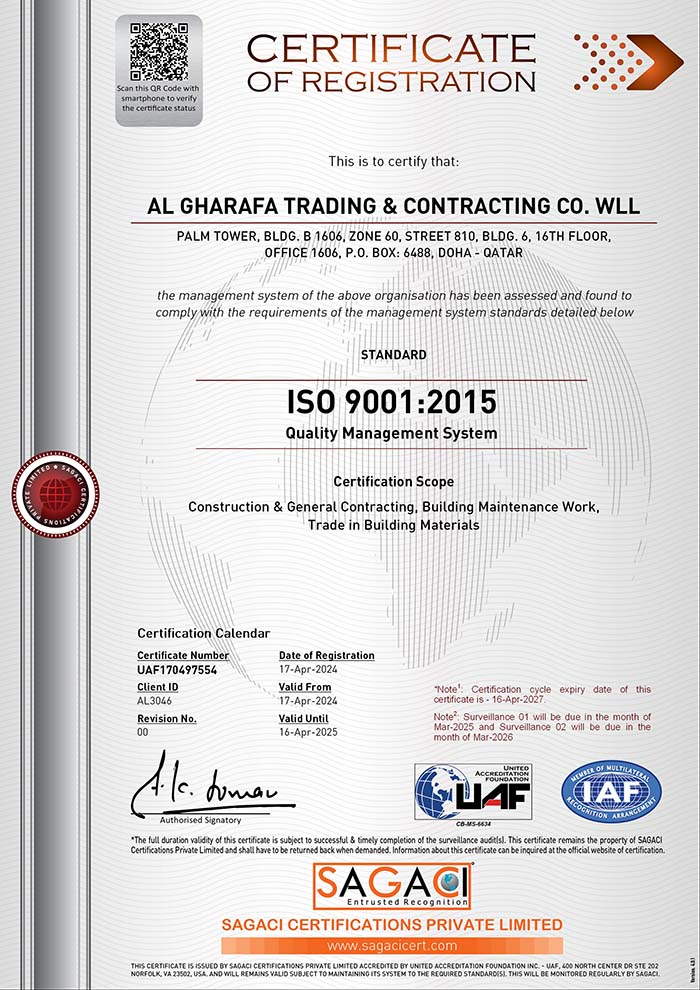 Scan this QR Code with
smartphone to verify
the certificate status
CERTIFICATE
OF REGISTRATION
This is to certify that:
AL GHARAFA TRADING & CONTRACTING CO. WLL
PALM TOWER, BLDG. B 1606, ZONE 60, STREET 810, BLDG. 6, 16TH FLOOR,
OFFICE 1606, P.O. BOX: 6488, DOHA - QATAR
the management system of the above organisation has been assessed and found to
comply with the requirements of the management system standards detailed below
STANDARD
ISO 9001:2015
Quality Management System
SAGACI CERTIFICATIONS PRIVATE LIMITED
Certification Scope
Construction & General Contracting, Building Maintenance Work,
Trade in Building Materials
Certification Calendar
Certificate Number
UAF170497554
Client ID
AL3046
Revision No.
00
Date of Registration
17-Apr-2024
Valid From
17-Apr-2024
Valid Until
16-Apr-2025
*Note1: Certification cycle expiry date of this
certificate is - 16-Apr-2027.
Note2: Surveillance 01 will be due in the month of
Mar-2025 and Surveillance 02 will be due in the
month of Mar-2026
Authorised Signatory
UNITED
ACCREDITATION
FOUNDATION
UAF
CB-MS-6634
MEMBER OF MULTILATERAL
IAF
RECOGNITION ARRANGEMENT
*The full duration validity of this certificate is subject to successful & timely completion of the surveillance audit(s). This certificate remains the property of SAGACI
Certifications Private Limited and shall have to be returned back when demanded. Information about this certificate can be inquired at the official website of certification.
SAGACI
Entrusted Recognition
SAGACI CERTIFICATIONS PRIVATE LIMITED
www.sagacicert.com
THIS CERTIFICATE IS ISSUED BY SAGACI CERTIFICATIONS PRIVATE LIMITED ACCREDITED BY UNITED ACCREDITATION FOUNDATION INC. - UAF, 400 NORTH CENTER DR STE 202
NORFOLK, VA 23502, USA. AND WILL REMAINS VALID SUBJECT TO MAINTAINING ITS SYSTEM TO THE REQUIRED STANDARD(S). THIS WILL BE MONITORED REGULARLY BY SAGACI.